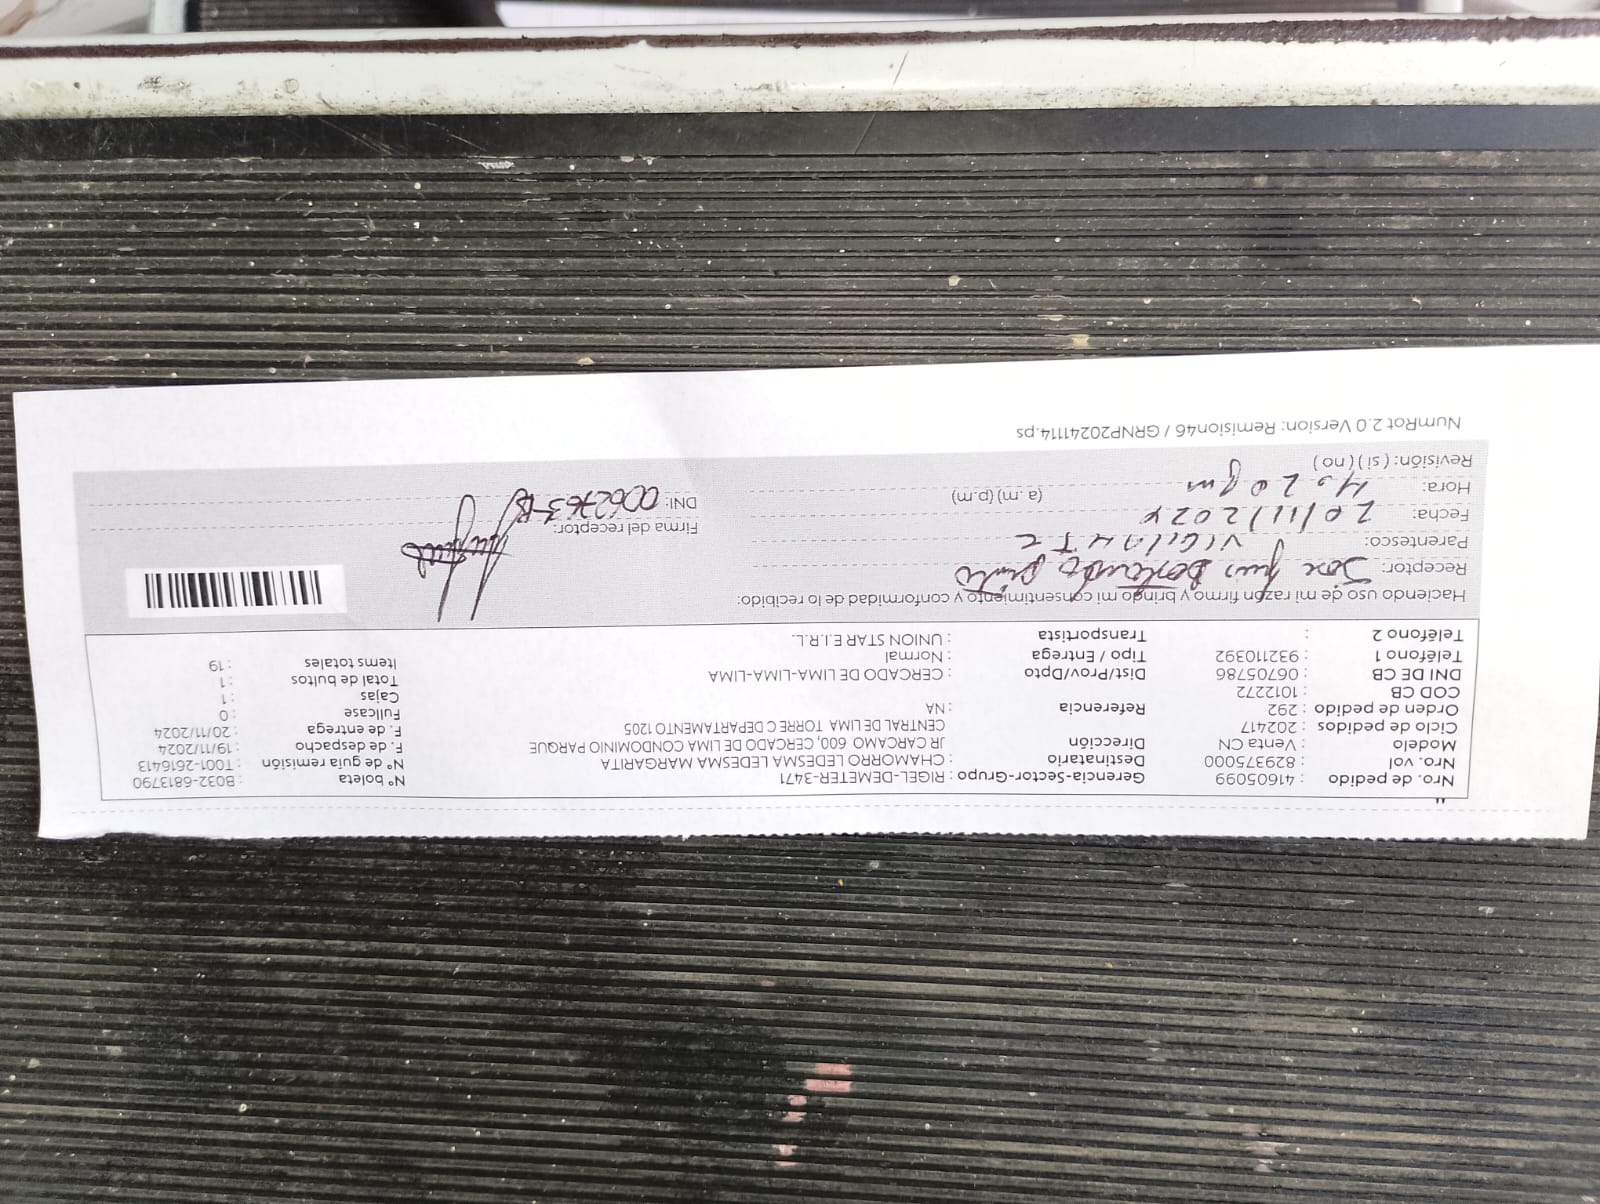 Nro. de pedido : 41605099 Gerencia-Sector-Grupo : RIGEL-DEMETER-3471 N° boleta : B032-6813790
Nro. vol : 829375000 Destinatario : CHAMORRO LEDESMA LEDESMA MARGARITA N° de guía remisión : T001-2616413
Modelo : Venta CN Dirección JR CARCAMO 600, CERCADO DE LIMA CONDOMINIO PARQUE F. de despacho : 19/11/2024
Ciclo de pedidos : 202417 CENTRAL DE LIMA TORRE C DEPARTAMENTO 1205 F. de entrega : 20/11/2024
Orden de pedido : 292 Referencia : NA Fullcase : 0
COD CB : 1012272 Cajas : 1
DNI DE CB : 06705786 Dist/Prov/Dpto : CERCADO DE LIMA-LIMA-LIMA Total de bultos : 1
Teléfono 1 : 932110392 Tipo / Entrega : Normal Items totales : 19
Teléfono 2 : Transportista : UNION STAR E.I.R.L.
Haciendo uso de mi razón firmo y brindo mi consentimiento y conformidad de lo recibido:
Receptor: Jose Luis
Parentesco: VIGILANTE
Firma del receptor:
Fecha: 20/11/2024
DNI:
Hora: (a.m) (p.m)
Revisión: ( si ) ( no )
NumRot 2.0 Version: Remision46 / GRNP20241114.ps